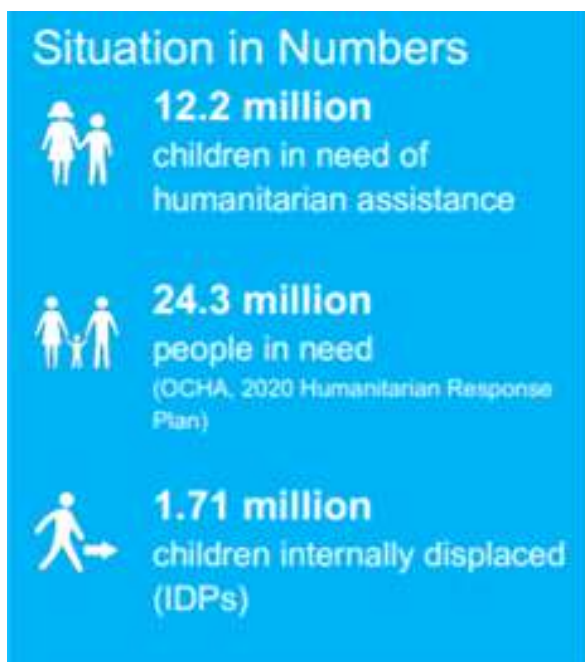 Situation in Numbers
12.2 million
children in need of
humanitarian assistance
24.3 million
people in need
(OCHA, 2020 Humanitarian Response
Plan)
1.71 million
children internally displaced
(IDPs)